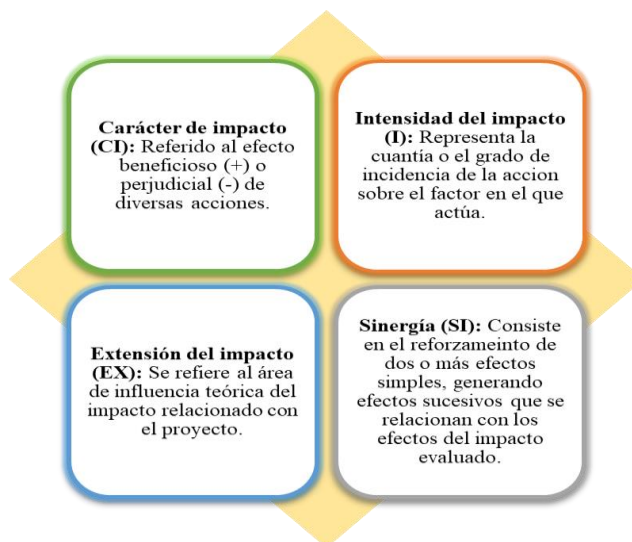 Carácter de impacto
(CI): Referido al efecto
beneficioso (+) o
perjudicial (-) de
diversas acciones.
Intensidad del impacto
(I): Representa la
cuantía o el grado de
incidencia de la accion
sobre el factor en el que
actúa.
Extensión del impacto
(EX): Se refiere al área
de influencia teórica del
impacto relacionado con
el proyecto.
Sinergía (SI): Consiste
en el reforzameinto de
dos o más efectos
simples, generando
efectos sucesivos que se
relacionan con los
efectos del impacto
evaluado.